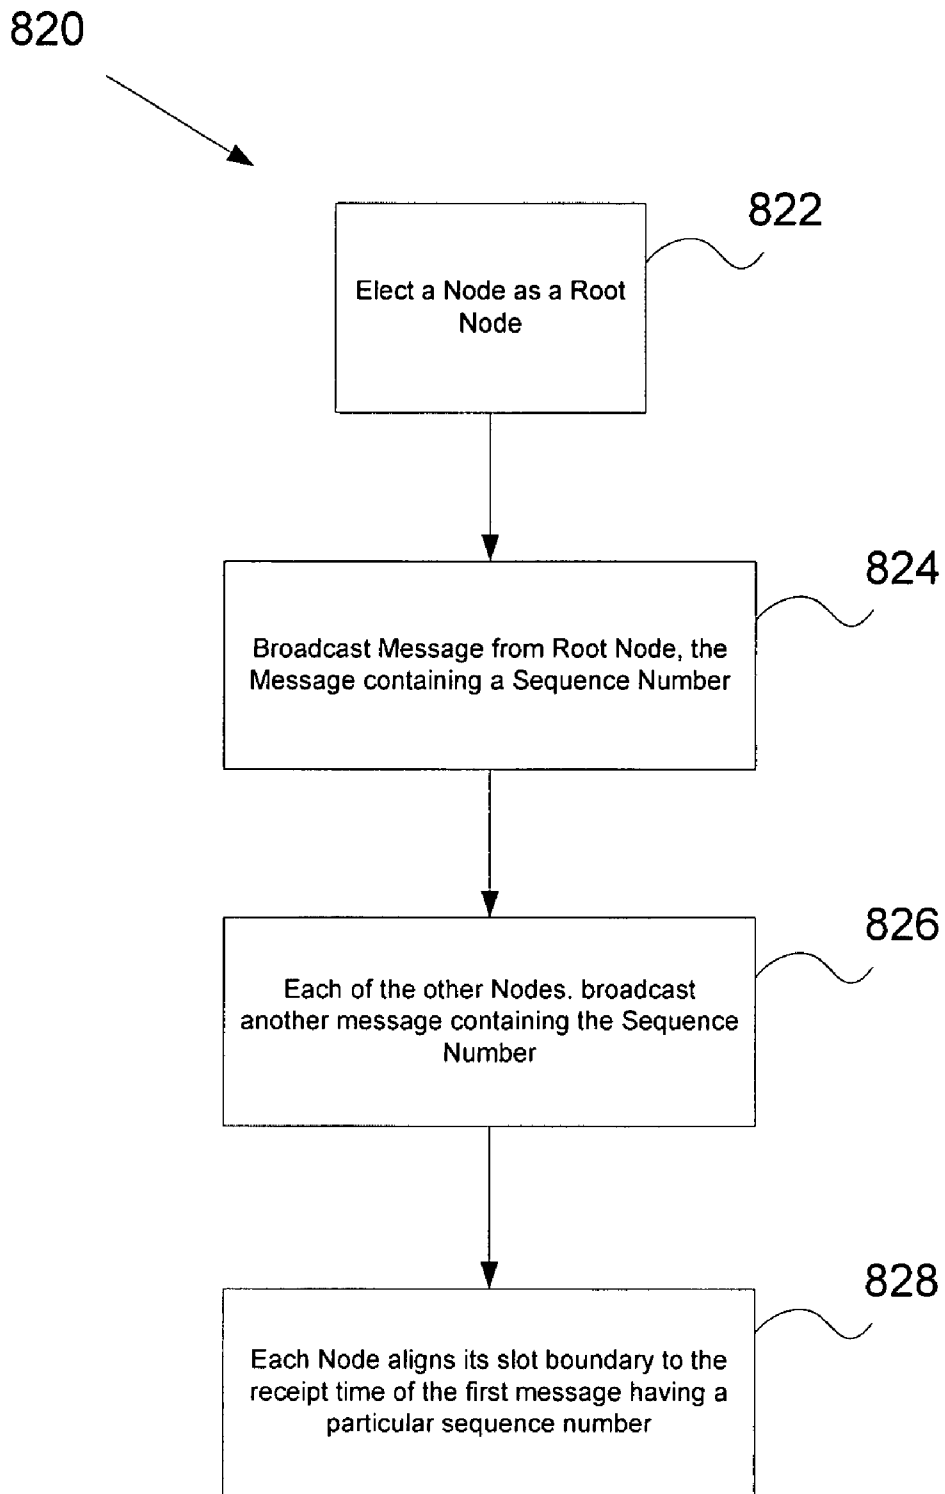 820
822
Elect a Node as a Root
Node
824
Broadcast Message from Root Node, the
Message containing a Sequence Number
826
Each of the other Nodes. broadcast
another message containing the Sequence
Number
828
Each Node aligns its slot boundary to the
receipt time of the first message having a
particular sequence number